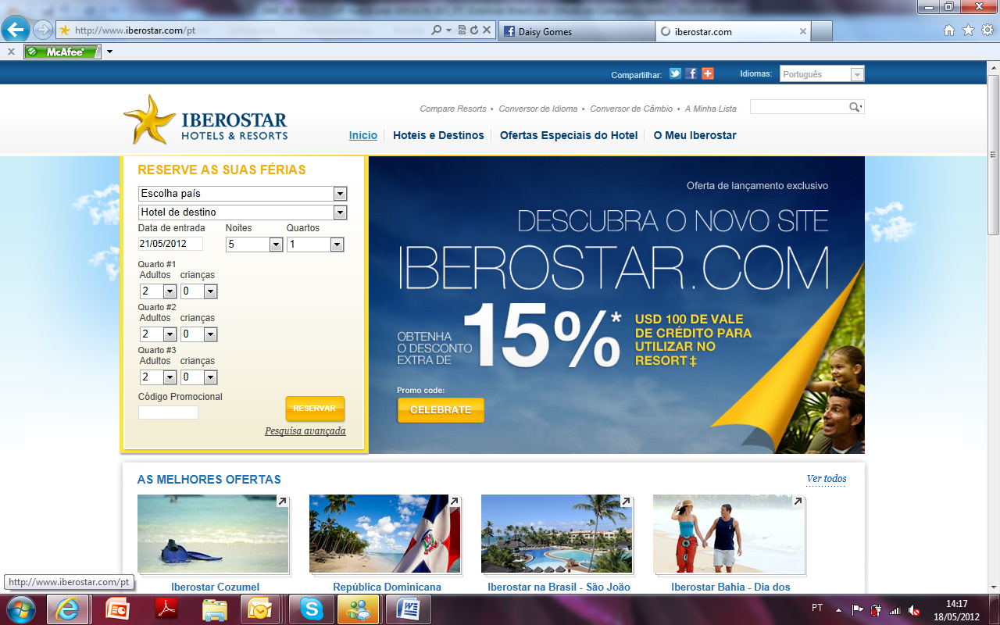 http://www.iberostar.com/pt
Daisy Gomes
iberostar.com
McAfee
Compartilhar:
Idiomas:
Português
IBEROSTAR
HOTELS & RESORTS
Compare Resorts • Conversor de Idioma • Conversor de Câmbio • A Minha Lista
Inicio
Hoteis e Destinos
Ofertas Especiais do Hotel
O Meu Iberostar
RESERVE AS SUAS FÉRIAS
Escolha país
Hotel de destino
Data de entrada
Noites
Quartos
21/05/2012
5
1
Quarto #1
Adultos crianças
2 0
Quarto #2
Adultos crianças
2 0
Quarto #3
Adultos crianças
2 0
Código Promocional
RESERVAR
Pesquisa avançada
Oferta de lançamento exclusivo
DESCUBRA O NOVO SITE
IBEROSTAR.COM
OBTENHA
O DESCONTO
EXTRA DE
15%*
USD 100 DE VALE
DE CRÉDITO PARA
UTILIZAR NO
RESORT ‡
Promo code:
CELEBRATE
AS MELHORES OFERTAS
Ver todos
Iberostar Cozumel
República Dominicana
Iberostar na Brasil - São João
Iberostar Bahia - Dia dos
http://www.iberostar.com/pt
PT
14:17
18/05/2012